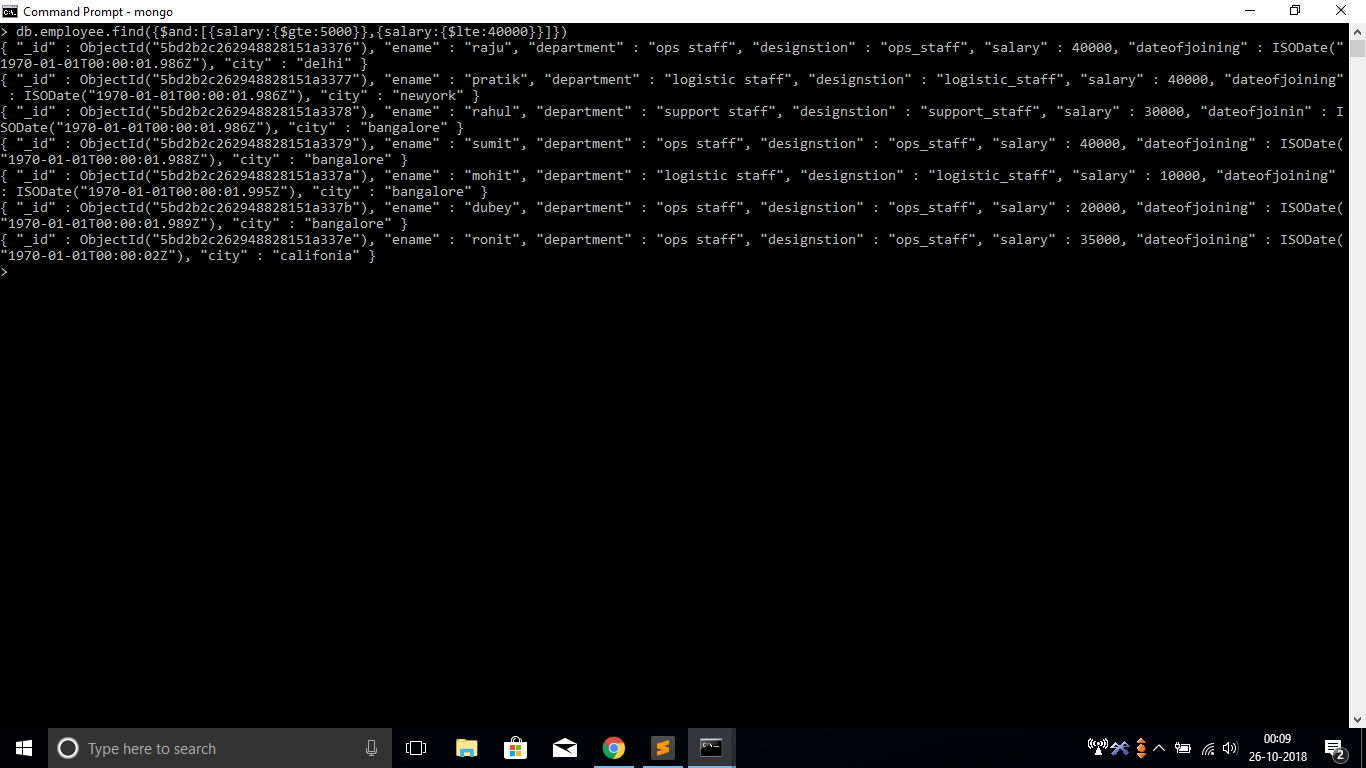 Command Prompt - mongo
> db.employee.find({$and:[{salary:{$gte:5000}},{salary:{$lte:40000}}]})
{ "_id" : ObjectId("5bd2b2c262948828151a3376"), "ename" : "raju", "department" : "ops staff", "designstion" : "ops_staff", "salary" : 40000, "dateofjoining" : ISODate("
1970-01-01T00:00:01.986Z"), "city" : "delhi" }
{ "_id" : ObjectId("5bd2b2c262948828151a3377"), "ename" : "pratik", "department" : "logistic staff", "designstion" : "logistic_staff", "salary" : 40000, "dateofjoining"
 : ISODate("1970-01-01T00:00:01.986Z"), "city" : "newyork" }
{ "_id" : ObjectId("5bd2b2c262948828151a3378"), "ename" : "rahul", "department" : "support staff", "designstion" : "support_staff", "salary" : 30000, "dateofjoinin" : I
SODate("1970-01-01T00:00:01.986Z"), "city" : "bangalore" }
{ "_id" : ObjectId("5bd2b2c262948828151a3379"), "ename" : "sumit", "department" : "ops staff", "designstion" : "ops_staff", "salary" : 40000, "dateofjoining" : ISODate(
"1970-01-01T00:00:01.988Z"), "city" : "bangalore" }
{ "_id" : ObjectId("5bd2b2c262948828151a337a"), "ename" : "mohit", "department" : "logistic staff", "designstion" : "logistic_staff", "salary" : 10000, "dateofjoining"
: ISODate("1970-01-01T00:00:01.995Z"), "city" : "bangalore" }
{ "_id" : ObjectId("5bd2b2c262948828151a337b"), "ename" : "dubey", "department" : "ops staff", "designstion" : "ops_staff", "salary" : 20000, "dateofjoining" : ISODate(
"1970-01-01T00:00:01.989Z"), "city" : "bangalore" }
{ "_id" : ObjectId("5bd2b2c262948828151a337e"), "ename" : "ronit", "department" : "ops staff", "designstion" : "ops_staff", "salary" : 35000, "dateofjoining" : ISODate(
"1970-01-01T00:00:02Z"), "city" : "califonia" }
>
Type here to search
00:09
26-10-2018
2